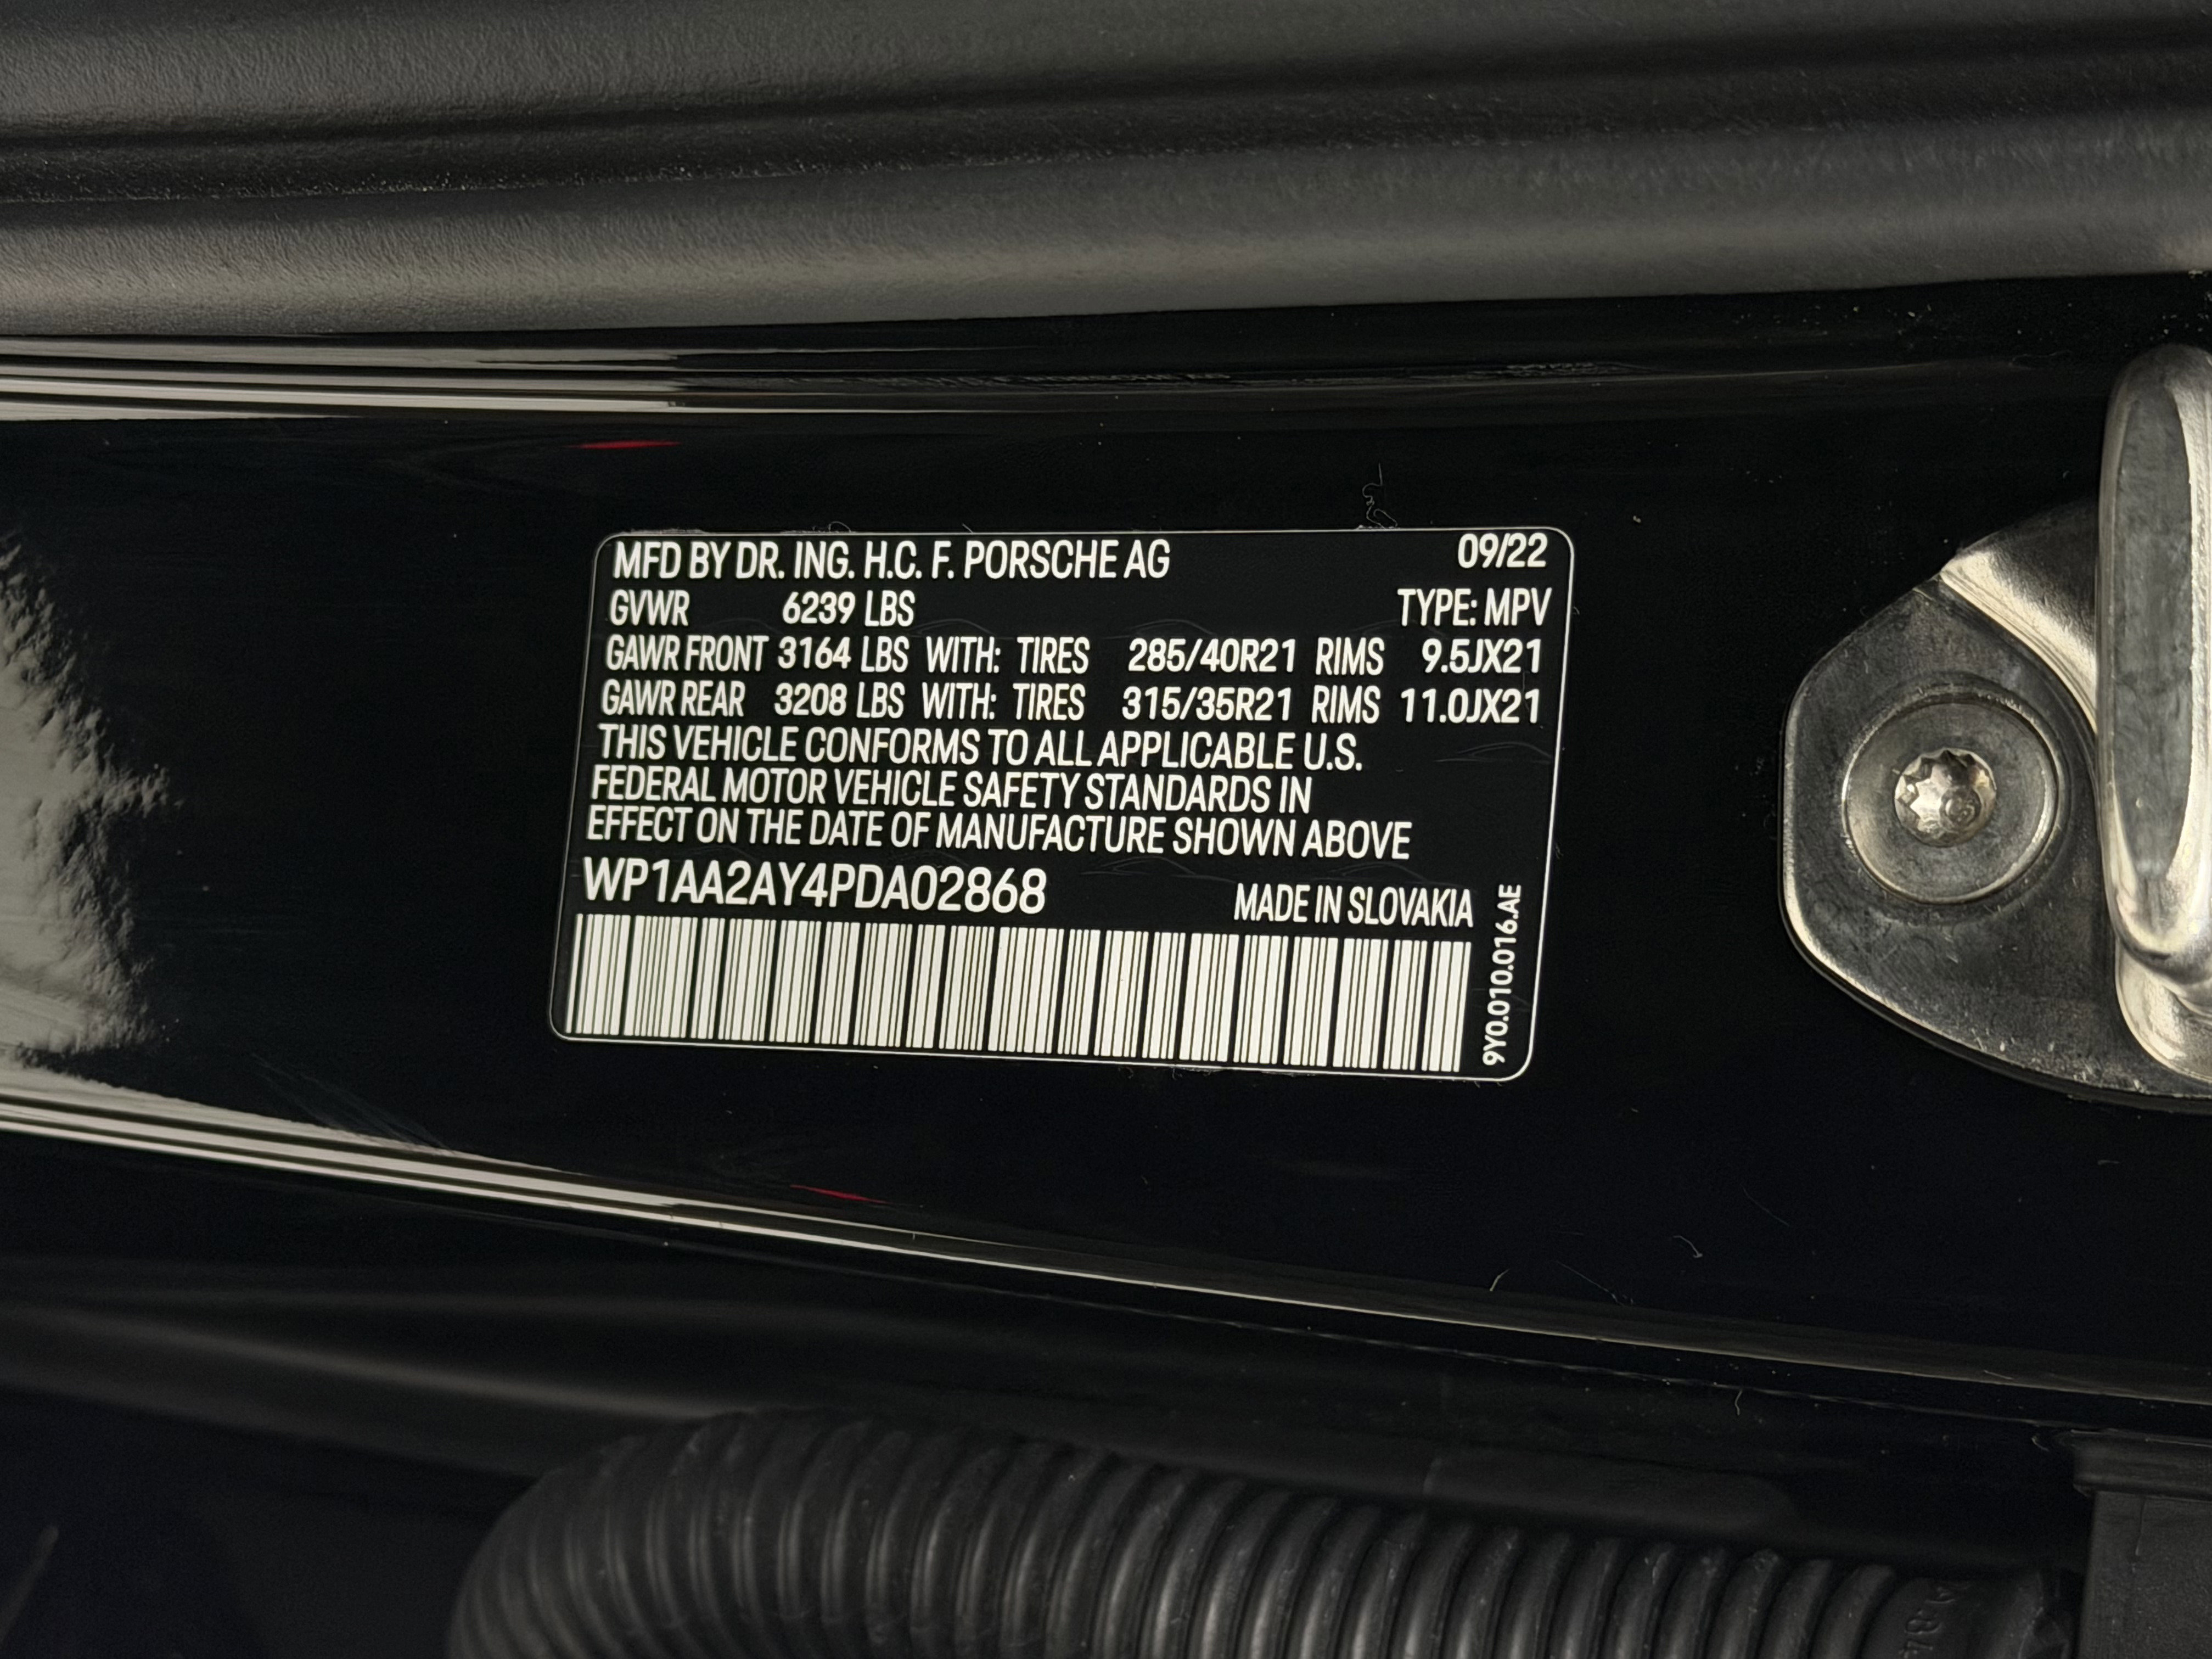 MFD BY DR. ING. H.C. F. PORSCHE AG 09/22
GVWR 6239 LBS TYPE: MPV
GAWR FRONT 3164 LBS WITH: TIRES 285/40R21 RIMS 9.5JX21
GAWR REAR 3208 LBS WITH: TIRES 315/35R21 RIMS 11.0JX21
THIS VEHICLE CONFORMS TO ALL APPLICABLE U.S.
FEDERAL MOTOR VEHICLE SAFETY STANDARDS IN
EFFECT ON THE DATE OF MANUFACTURE SHOWN ABOVE
WP1AA2AY4PDA02868 MADE IN SLOVAKIA
9Y0.010.016.AE